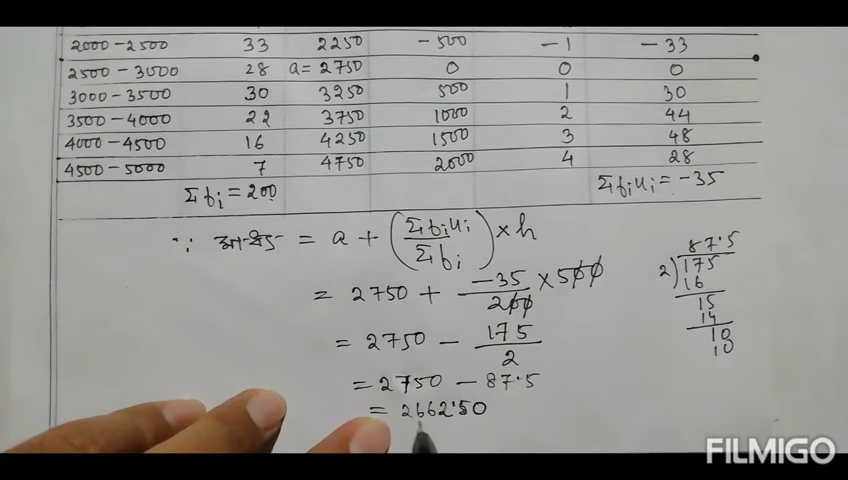 2000-2500 33 2250 -500 -1 -33
2500-3000 28 a=2750 0 0 0
3000-3500 30 3250 500 1 30
3500-4000 22 3750 1000 2 44
4000-4500 16 4250 1500 3 48
4500-5000 7 4750 2000 4 28
Σfᵢ = 200 Σfᵢuᵢ = -35
∵ माध्य = a + (Σfᵢuᵢ / Σfᵢ) × h
= 2750 + -35/200 × 500
= 2750 - 175/2
= 2750 - 87.5
= 2662.50
87.5
2)175
16
15
14
10
10
FILMIGO